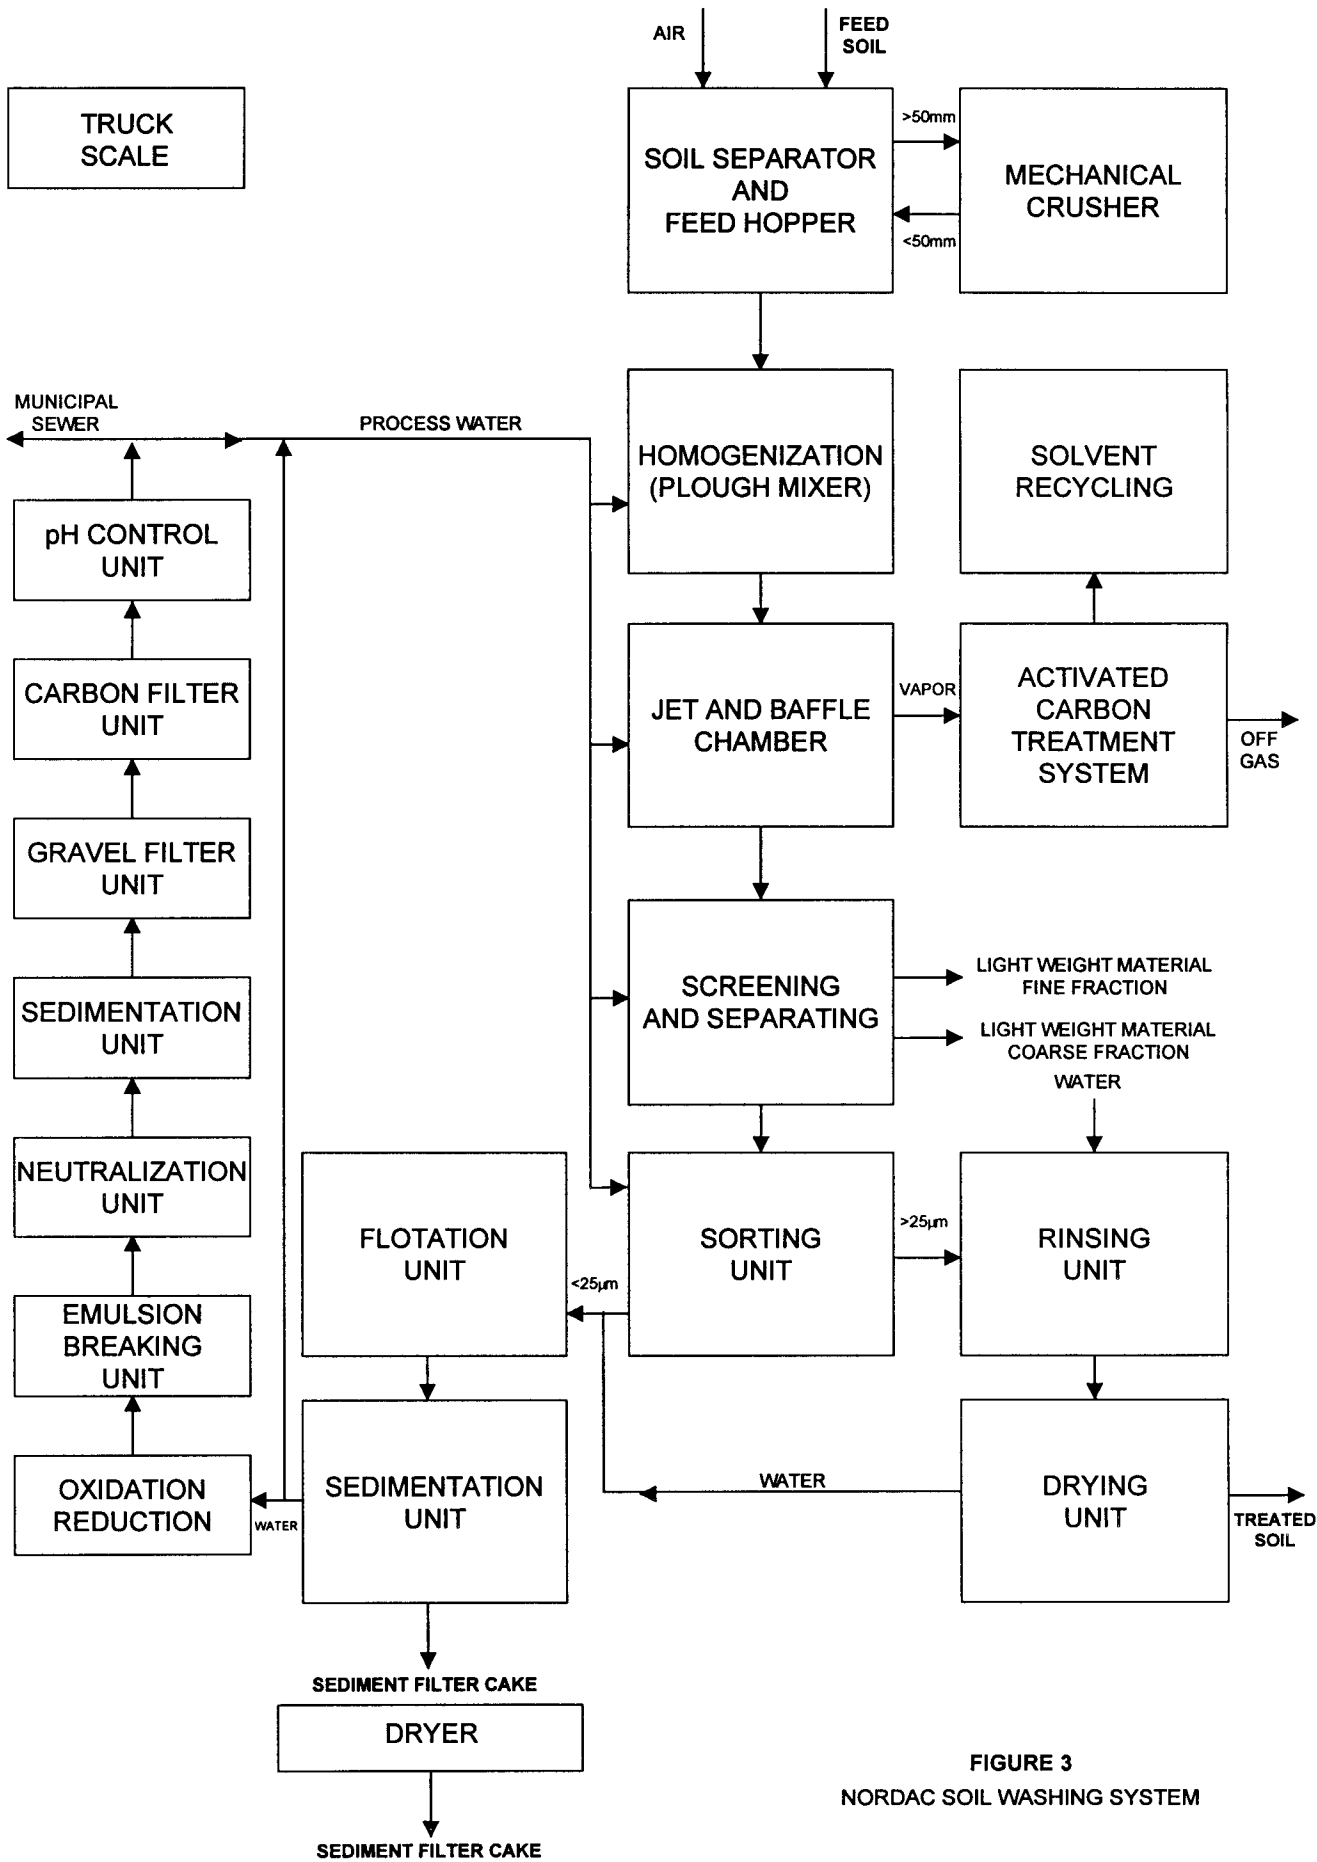 AIR
FEED
SOIL
TRUCK
SCALE
SOIL SEPARATOR
AND
FEED HOPPER
>50mm
<50mm
MECHANICAL
CRUSHER
MUNICIPAL
SEWER
PROCESS WATER
HOMOGENIZATION
(PLOUGH MIXER)
SOLVENT
RECYCLING
pH CONTROL
UNIT
CARBON FILTER
UNIT
JET AND BAFFLE
CHAMBER
VAPOR
ACTIVATED
CARBON
TREATMENT
SYSTEM
OFF
GAS
GRAVEL FILTER
UNIT
SEDIMENTATION
UNIT
SCREENING
AND SEPARATING
LIGHT WEIGHT MATERIAL
FINE FRACTION
LIGHT WEIGHT MATERIAL
COARSE FRACTION
WATER
NEUTRALIZATION
UNIT
FLOTATION
UNIT
<25µm
SORTING
UNIT
>25µm
RINSING
UNIT
EMULSION
BREAKING
UNIT
OXIDATION
REDUCTION
WATER
SEDIMENTATION
UNIT
WATER
DRYING
UNIT
TREATED
SOIL
SEDIMENT FILTER CAKE
DRYER
SEDIMENT FILTER CAKE
FIGURE 3
NORDAC SOIL WASHING SYSTEM